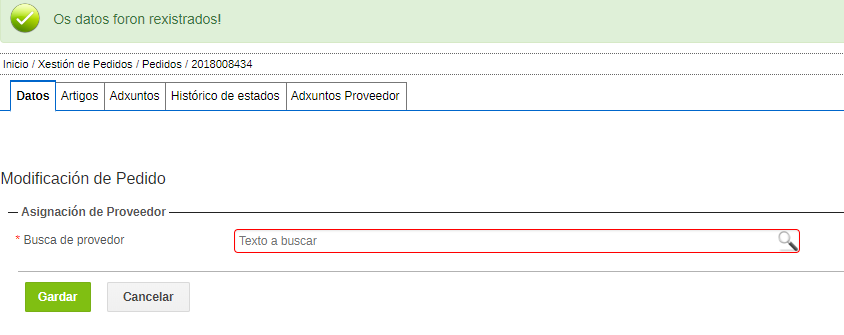 Os datos foron rexistrados!
Inicio / Xestión de Pedidos / Pedidos / 2018008434
Datos Artigos Adxuntos Histórico de estados Adxuntos Proveedor
Modificación de Pedido
Asignación de Proveedor
* Busca de provedor Texto a buscar
Gardar Cancelar